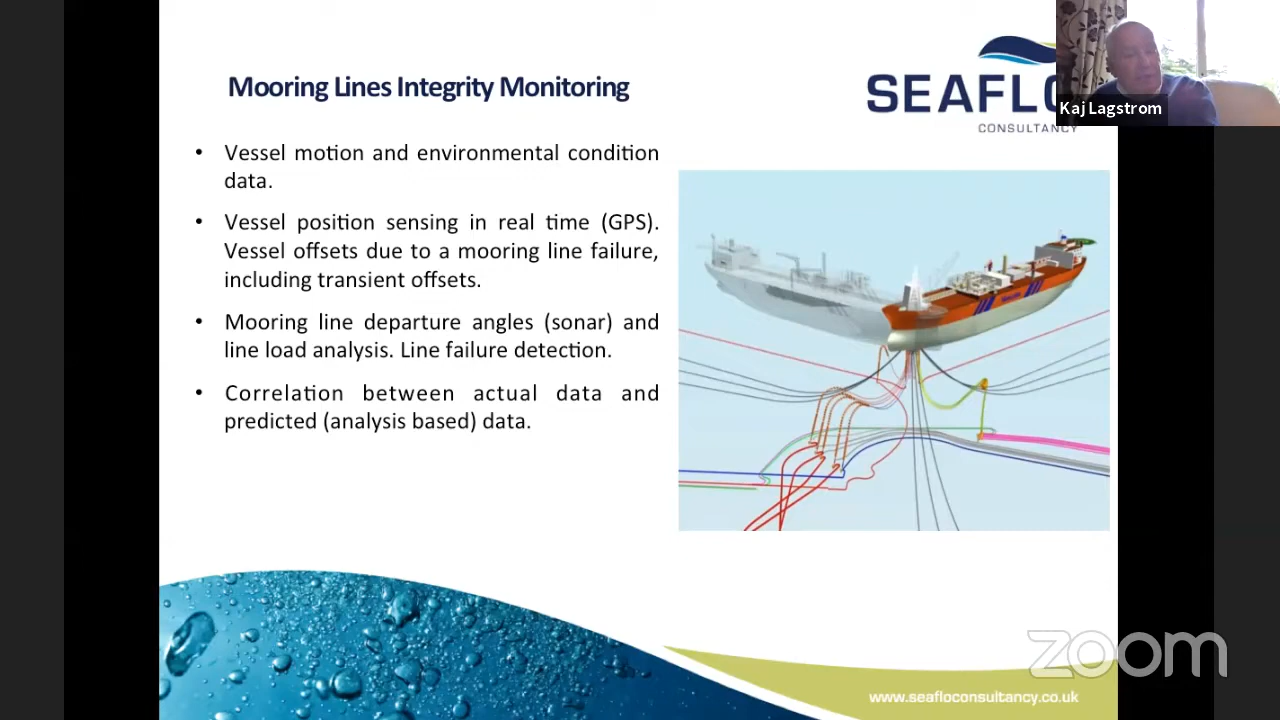 Mooring Lines Integrity Monitoring
SEAFL
CONSULTANCY
Kaj Lagstrom
• Vessel motion and environmental condition
data.
• Vessel position sensing in real time (GPS).
Vessel offsets due to a mooring line failure,
including transient offsets.
• Mooring line departure angles (sonar) and
line load analysis. Line failure detection.
• Correlation between actual data and
predicted (analysis based) data.
zoom
www.seafloconsultancy.co.uk